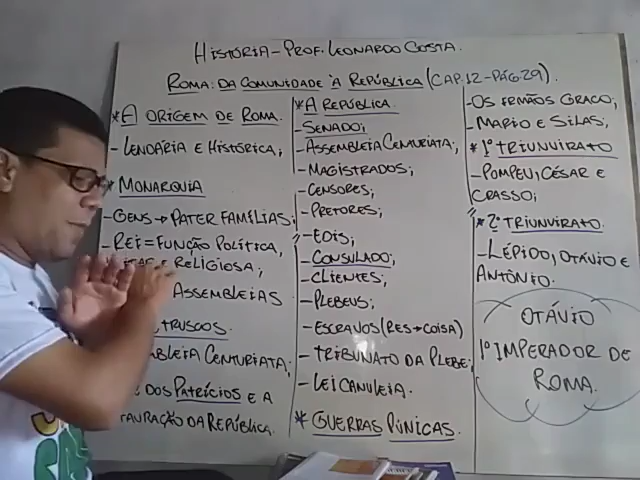 HISTÓRIA - PROF. LEONARDO COSTA.
ROMA: DA COMUNIDADE À REPÚBLICA (CAP. 12 - PÁG 29).
* A ORIGEM DE ROMA.
- LENDÁRIA E HISTÓRICA;
* MONARQUIA
- GENS → PATER FAMÍLIAS;
- REI = FUNÇÃO POLÍTICA,
E RELIGIOSA;
ASSEMBLEIAS
TRUSCOS.
BLEIA CENTURIATA;
DOS PATRÍCIOS E A
TAURAÇÃO DA REPÚBLICA.
* A REPÚBLICA.
- SENADO;
- ASSEMBLEIA CENTURIATA;
- MAGISTRADOS;
- CENSORES;
- PRETORES;
- EDIS;
- CONSULADO;
- CLIENTES;
- PLEBEUS;
- ESCRAVOS (RES → COISA)
- TRIBUNATO DA PLEBE;
- LEI CANULEIA.
* GUERRAS PÚNICAS.
- OS IRMÃOS GRACO;
- MARIO E SILAS;
* 1º TRIUNVIRATO
- POMPEU, CÉSAR E
CRASSO;
* 2º TRIUNVIRATO.
- LÉPIDO, OTÁVIO E
ANTÔNIO.
OTÁVIO
1º IMPERADOR DE
ROMA.